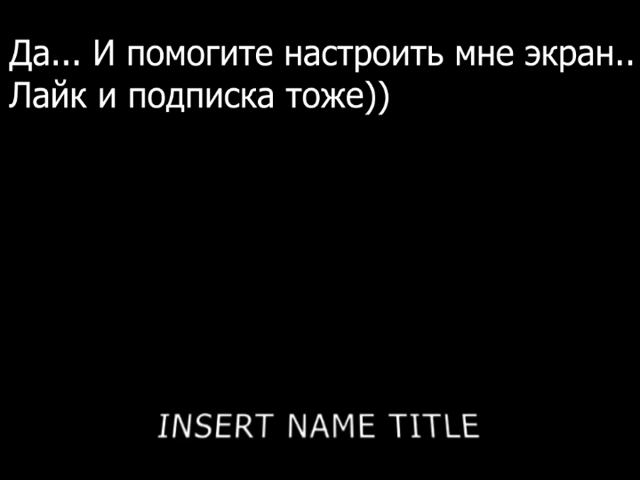 Да... И помогите настроить мне экран..
Лайк и подписка тоже))
INSERT NAME TITLE